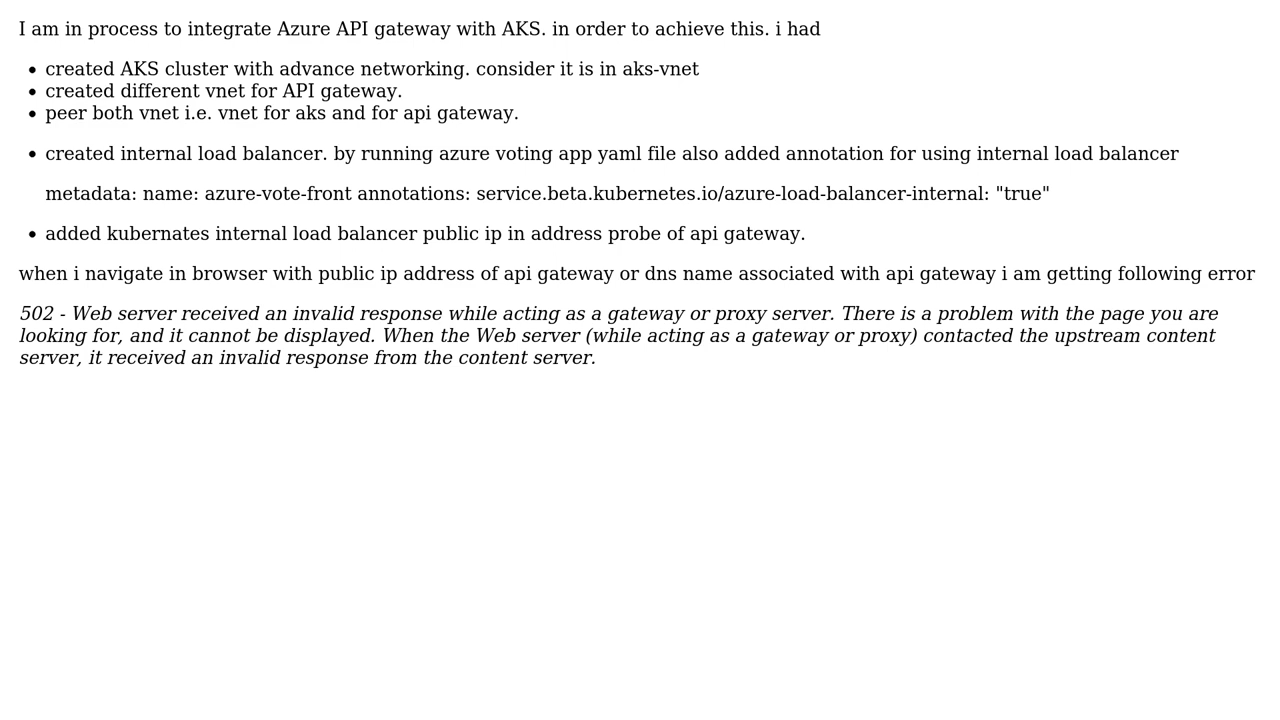 I am in process to integrate Azure API gateway with AKS. in order to achieve this. i had
• created AKS cluster with advance networking. consider it is in aks-vnet
• created different vnet for API gateway.
• peer both vnet i.e. vnet for aks and for api gateway.
• created internal load balancer. by running azure voting app yaml file also added annotation for using internal load balancer
metadata: name: azure-vote-front annotations: service.beta.kubernetes.io/azure-load-balancer-internal: "true"
• added kubernates internal load balancer public ip in address probe of api gateway.
when i navigate in browser with public ip address of api gateway or dns name associated with api gateway i am getting following error
502 - Web server received an invalid response while acting as a gateway or proxy server. There is a problem with the page you are
looking for, and it cannot be displayed. When the Web server (while acting as a gateway or proxy) contacted the upstream content
server, it received an invalid response from the content server.